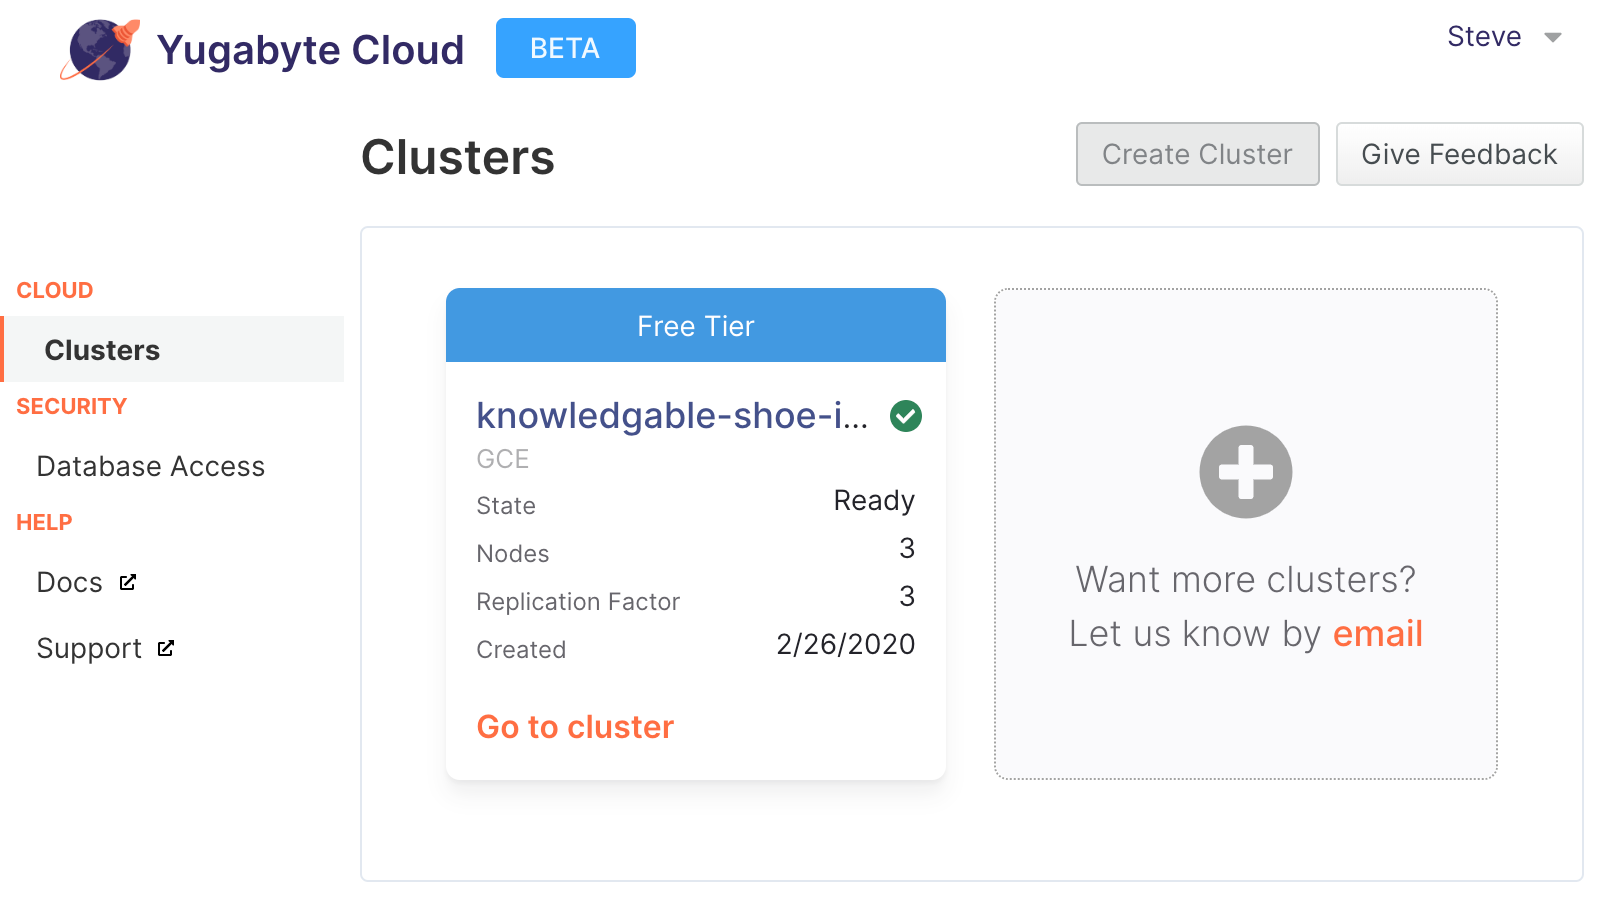 Yugabyte Cloud
BETA
Steve
Clusters
Create Cluster
Give Feedback
CLOUD
Clusters
SECURITY
Database Access
HELP
Docs
Support
Free Tier
knowledgable-shoe-i...
GCE
State Ready
Nodes 3
Replication Factor 3
Created 2/26/2020
Go to cluster
Want more clusters?
Let us know by email